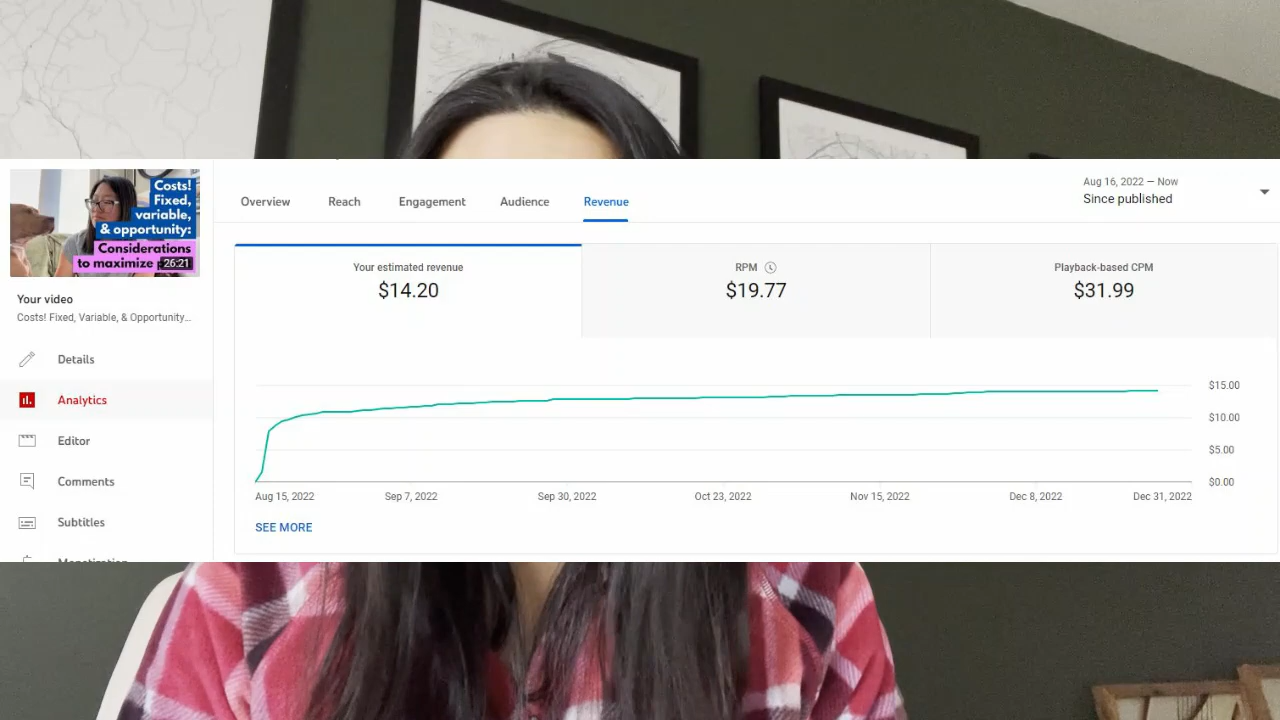 Costs!
Fixed,
variable,
& opportunity:
Considerations
to maximize
26:21
Your video
Costs! Fixed, Variable, & Opportunity...
Details
Analytics
Editor
Comments
Subtitles
Monetization
Overview
Reach
Engagement
Audience
Revenue
Aug 16, 2022 – Now
Since published
Your estimated revenue
$14.20
RPM
$19.77
Playback-based CPM
$31.99
$15.00
$10.00
$5.00
$0.00
Aug 15, 2022
Sep 7, 2022
Sep 30, 2022
Oct 23, 2022
Nov 15, 2022
Dec 8, 2022
Dec 31, 2022
SEE MORE